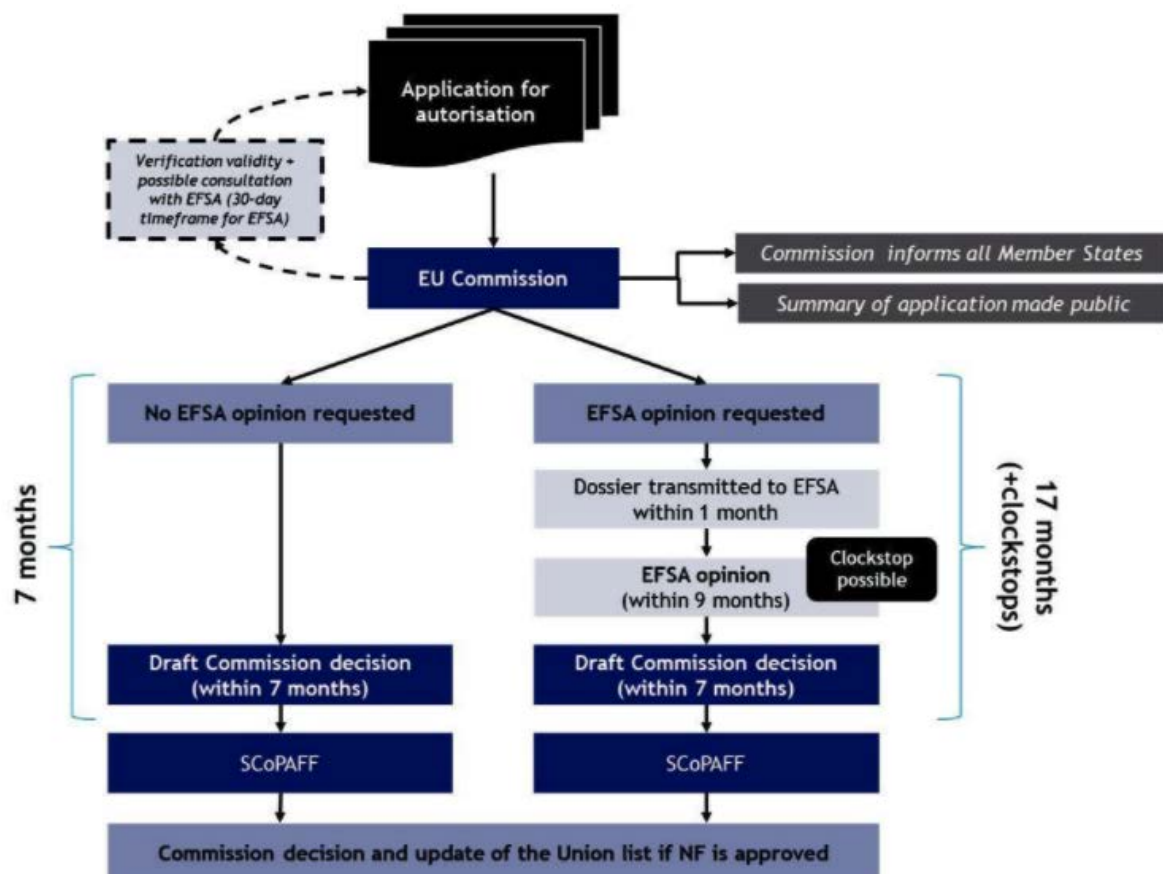 Application for
autorisation
Verification validity +
possible consultation
with EFSA (30-day
timeframe for EFSA)
EU Commission
Commission informs all Member States
Summary of application made public
7 months
No EFSA opinion requested
EFSA opinion requested
Dossier transmitted to EFSA
within 1 month
Clockstop
possible
EFSA opinion
(within 9 months)
17 months
(+clockstops)
Draft Commission decision
(within 7 months)
Draft Commission decision
(within 7 months)
SCoPAFF
SCoPAFF
Commission decision and update of the Union list if NF is approved